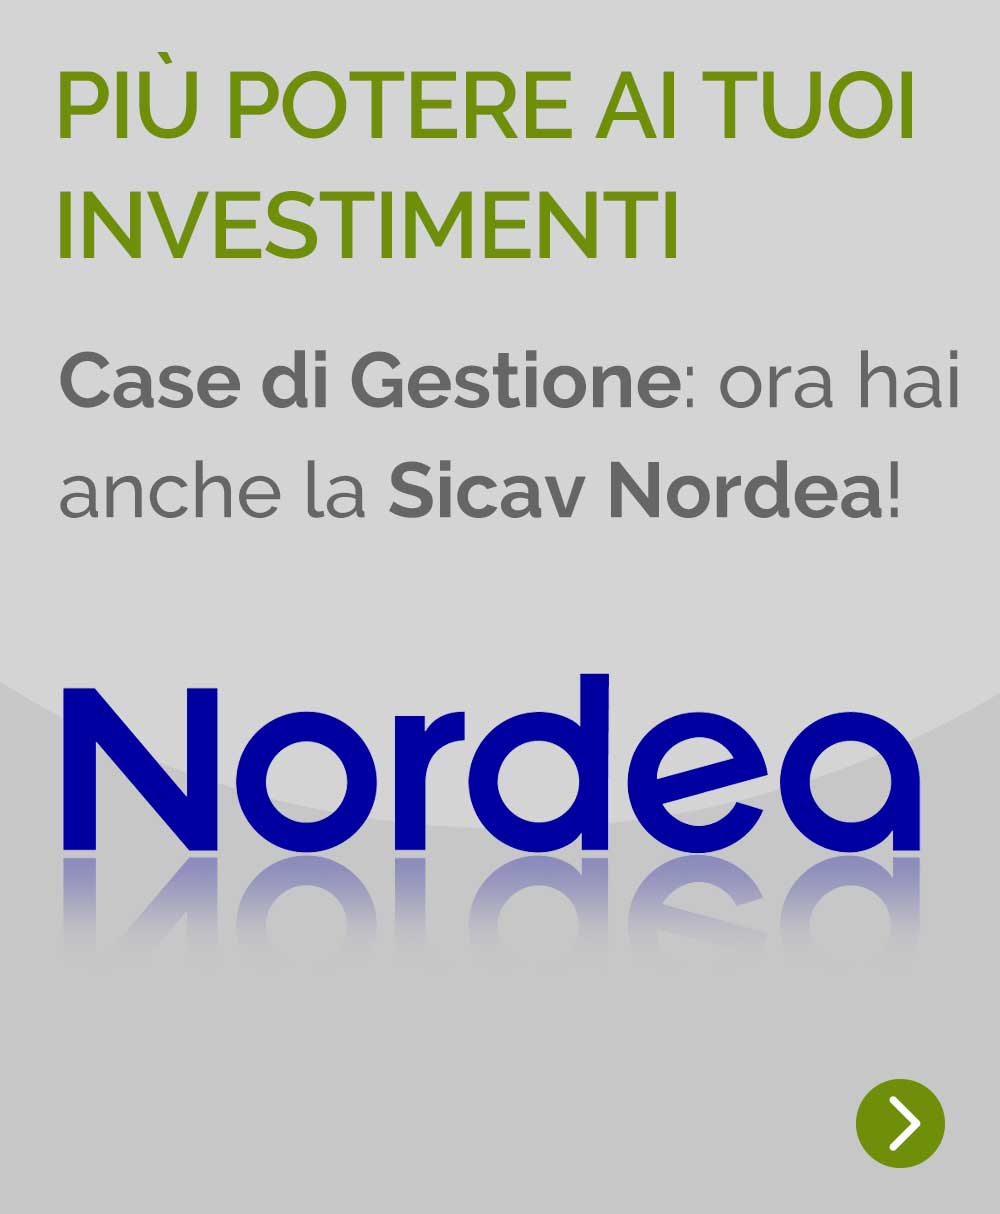 PIÙ POTERE AI TUOI
INVESTIMENTI
Case di Gestione: ora hai
anche la Sicav Nordea!
Nordea